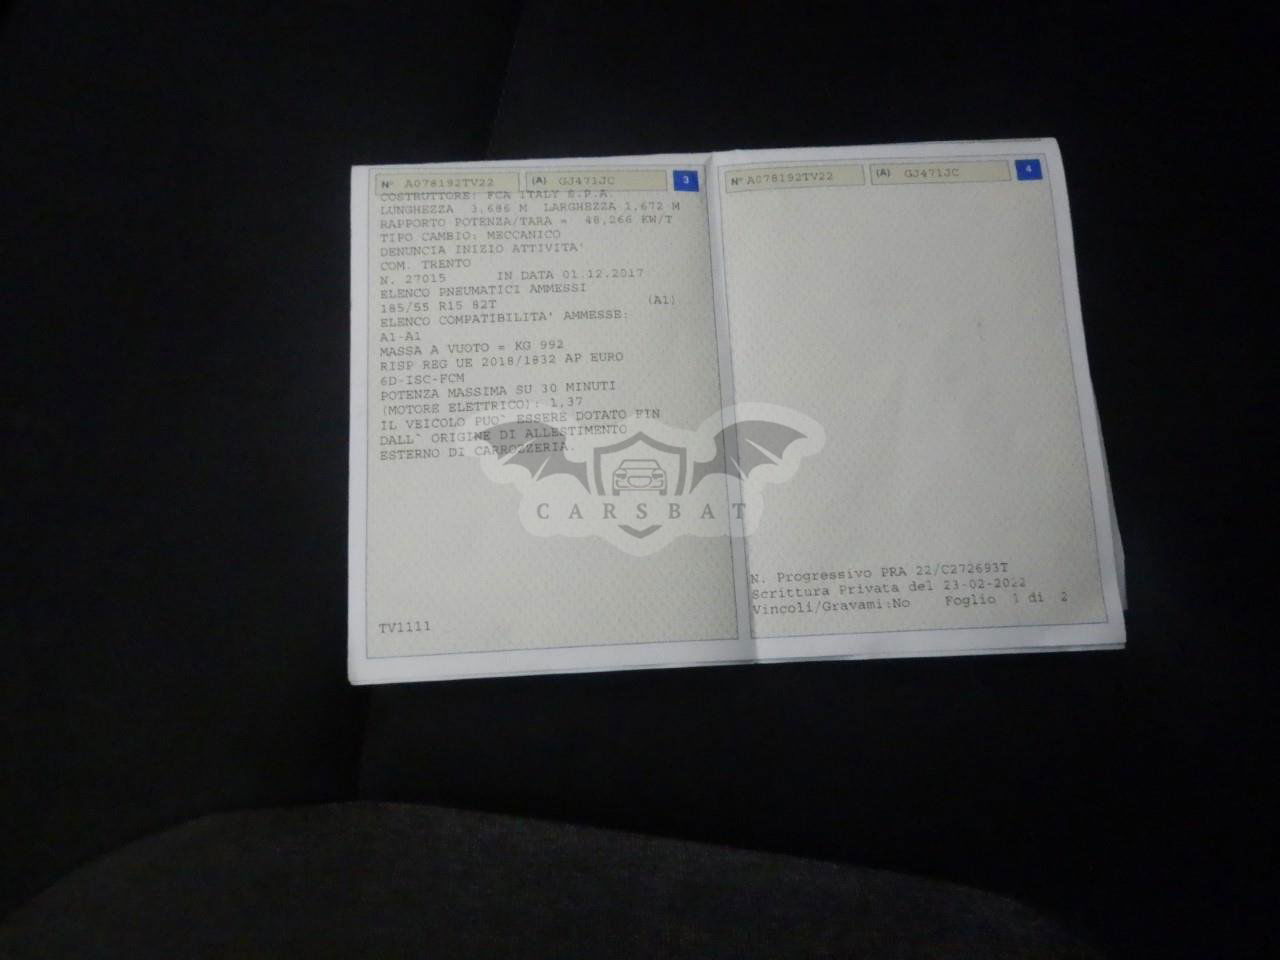 N° A078192TV22 (A) GJ471JC 3
COSTRUTTORE: FCA ITALY S.P.A.
LUNGHEZZA 3,686 M LARGHEZZA 1,672 M
RAPPORTO POTENZA/TARA = 48,266 KW/T
TIPO CAMBIO: MECCANICO
DENUNCIA INIZIO ATTIVITA'
COM. TRENTO
N. 27015 IN DATA 01.12.2017
ELENCO PNEUMATICI AMMESSI
185/55 R15 82T (A1)
ELENCO COMPATIBILITA' AMMESSE:
A1-A1
MASSA A VUOTO = KG 992
RISP REG UE 2018/1832 AP EURO
6D-ISC-FCM
POTENZA MASSIMA SU 30 MINUTI
(MOTORE ELETTRICO): 1,37
IL VEICOLO PUO` ESSERE DOTATO FIN
DALL` ORIGINE DI ALLESTIMENTO
ESTERNO DI CARROZZERIA.
TV1111
N° A078192TV22 (A) GJ471JC 4
N. Progressivo PRA 22/C272693T
Scrittura Privata del 23-02-2022
Vincoli/Gravami:No Foglio 1 di 2
CARSBAT